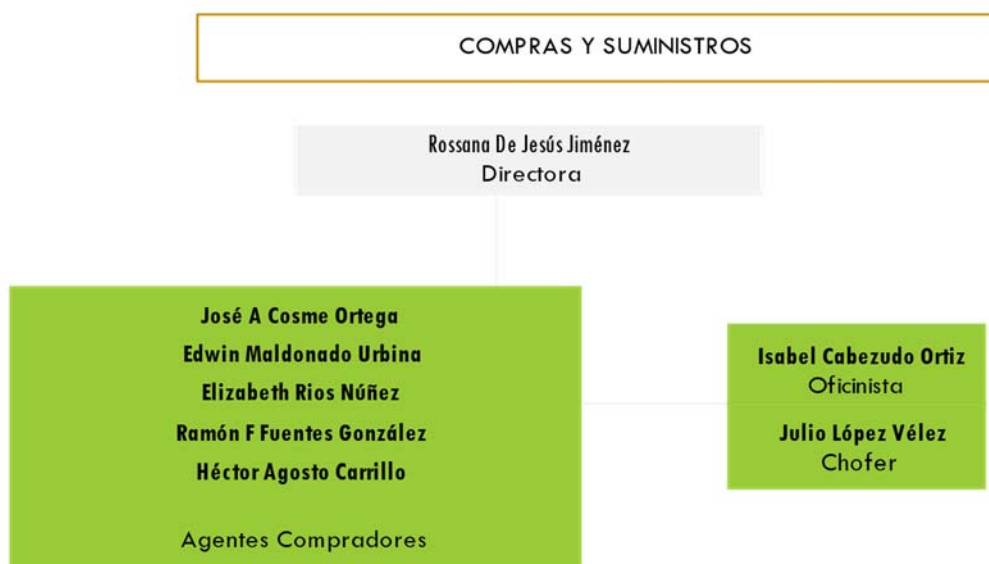 COMPRAS Y SUMINISTROS
Rossana De Jesús Jiménez
Directora
José A Cosme Ortega
Edwin Maldonado Urbina
Elizabeth Rios Núñez
Ramón F Fuentes González
Héctor Agosto Carrillo
Agentes Compradores
Isabel Cabezudo Ortiz
Oficinista
Julio López Vélez
Chofer